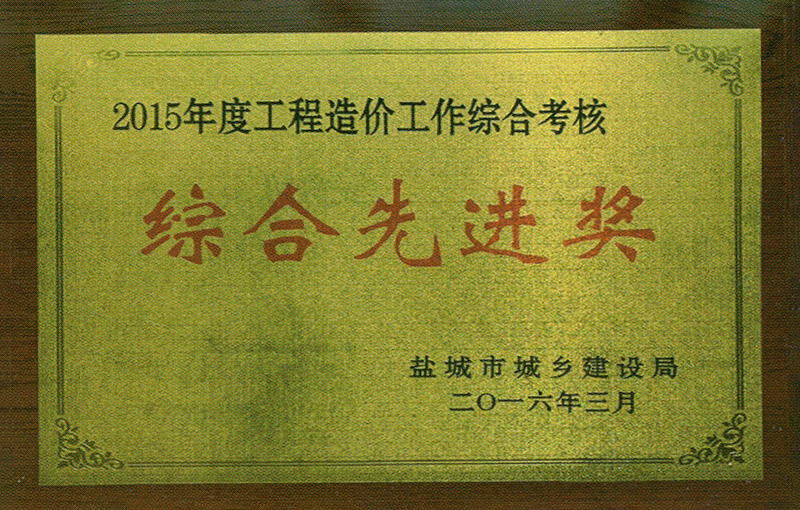 2015年度工程造价工作综合考核
综合先进奖
盐城市城乡建设局
二〇一六年三月